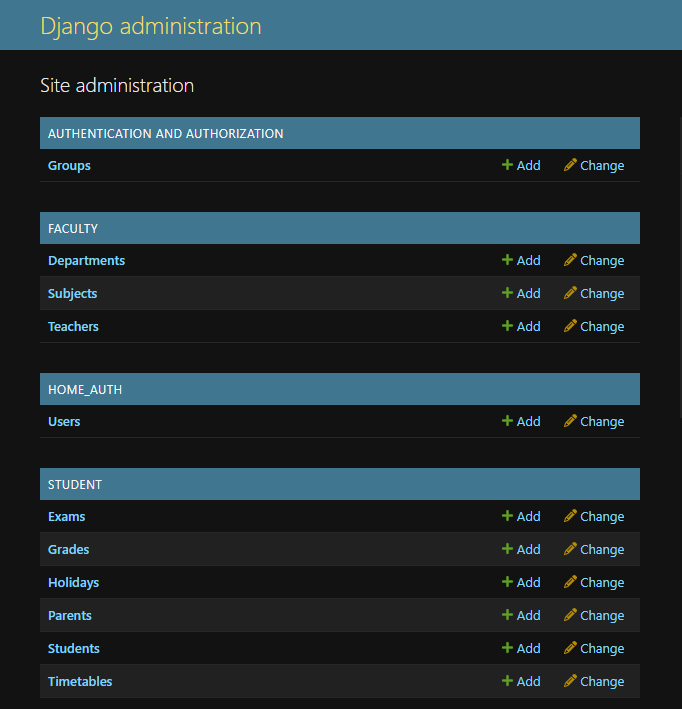 Django administration
Site administration
AUTHENTICATION AND AUTHORIZATION
Groups Add Change
FACULTY
Departments Add Change
Subjects Add Change
Teachers Add Change
HOME_AUTH
Users Add Change
STUDENT
Exams Add Change
Grades Add Change
Holidays Add Change
Parents Add Change
Students Add Change
Timetables Add Change